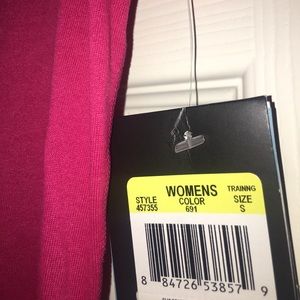 WOMENS TRAINING
STYLE COLOR SIZE
457355 691 S
8 84726 53857 9